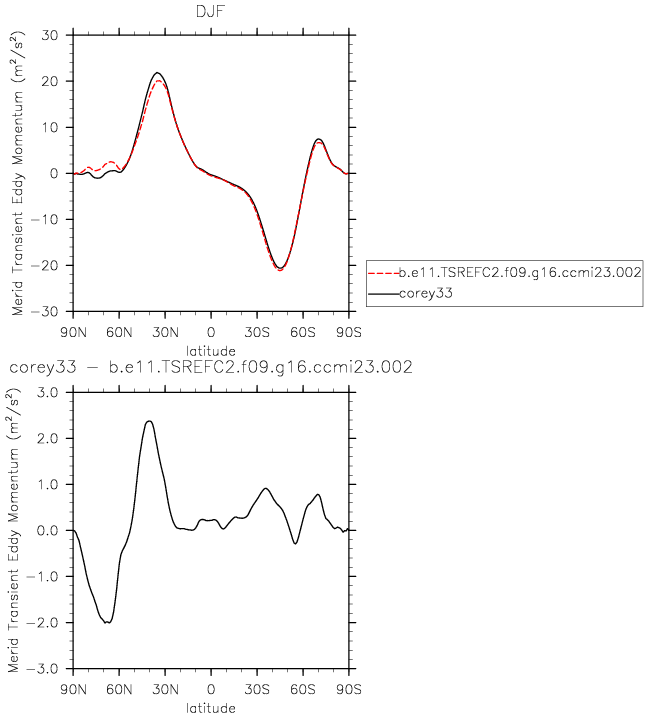 DJF
Merid Transient Eddy Momentum (m²/s²)
30
20
10
0
−10
−20
−30
90N 60N 30N 0 30S 60S 90S
latitude
b.e11.TSREFC2.f09.g16.ccmi23.002
corey33
corey33 − b.e11.TSREFC2.f09.g16.ccmi23.002
Merid Transient Eddy Momentum (m²/s²)
3.0
2.0
1.0
0.0
−1.0
−2.0
−3.0
90N 60N 30N 0 30S 60S 90S
latitude